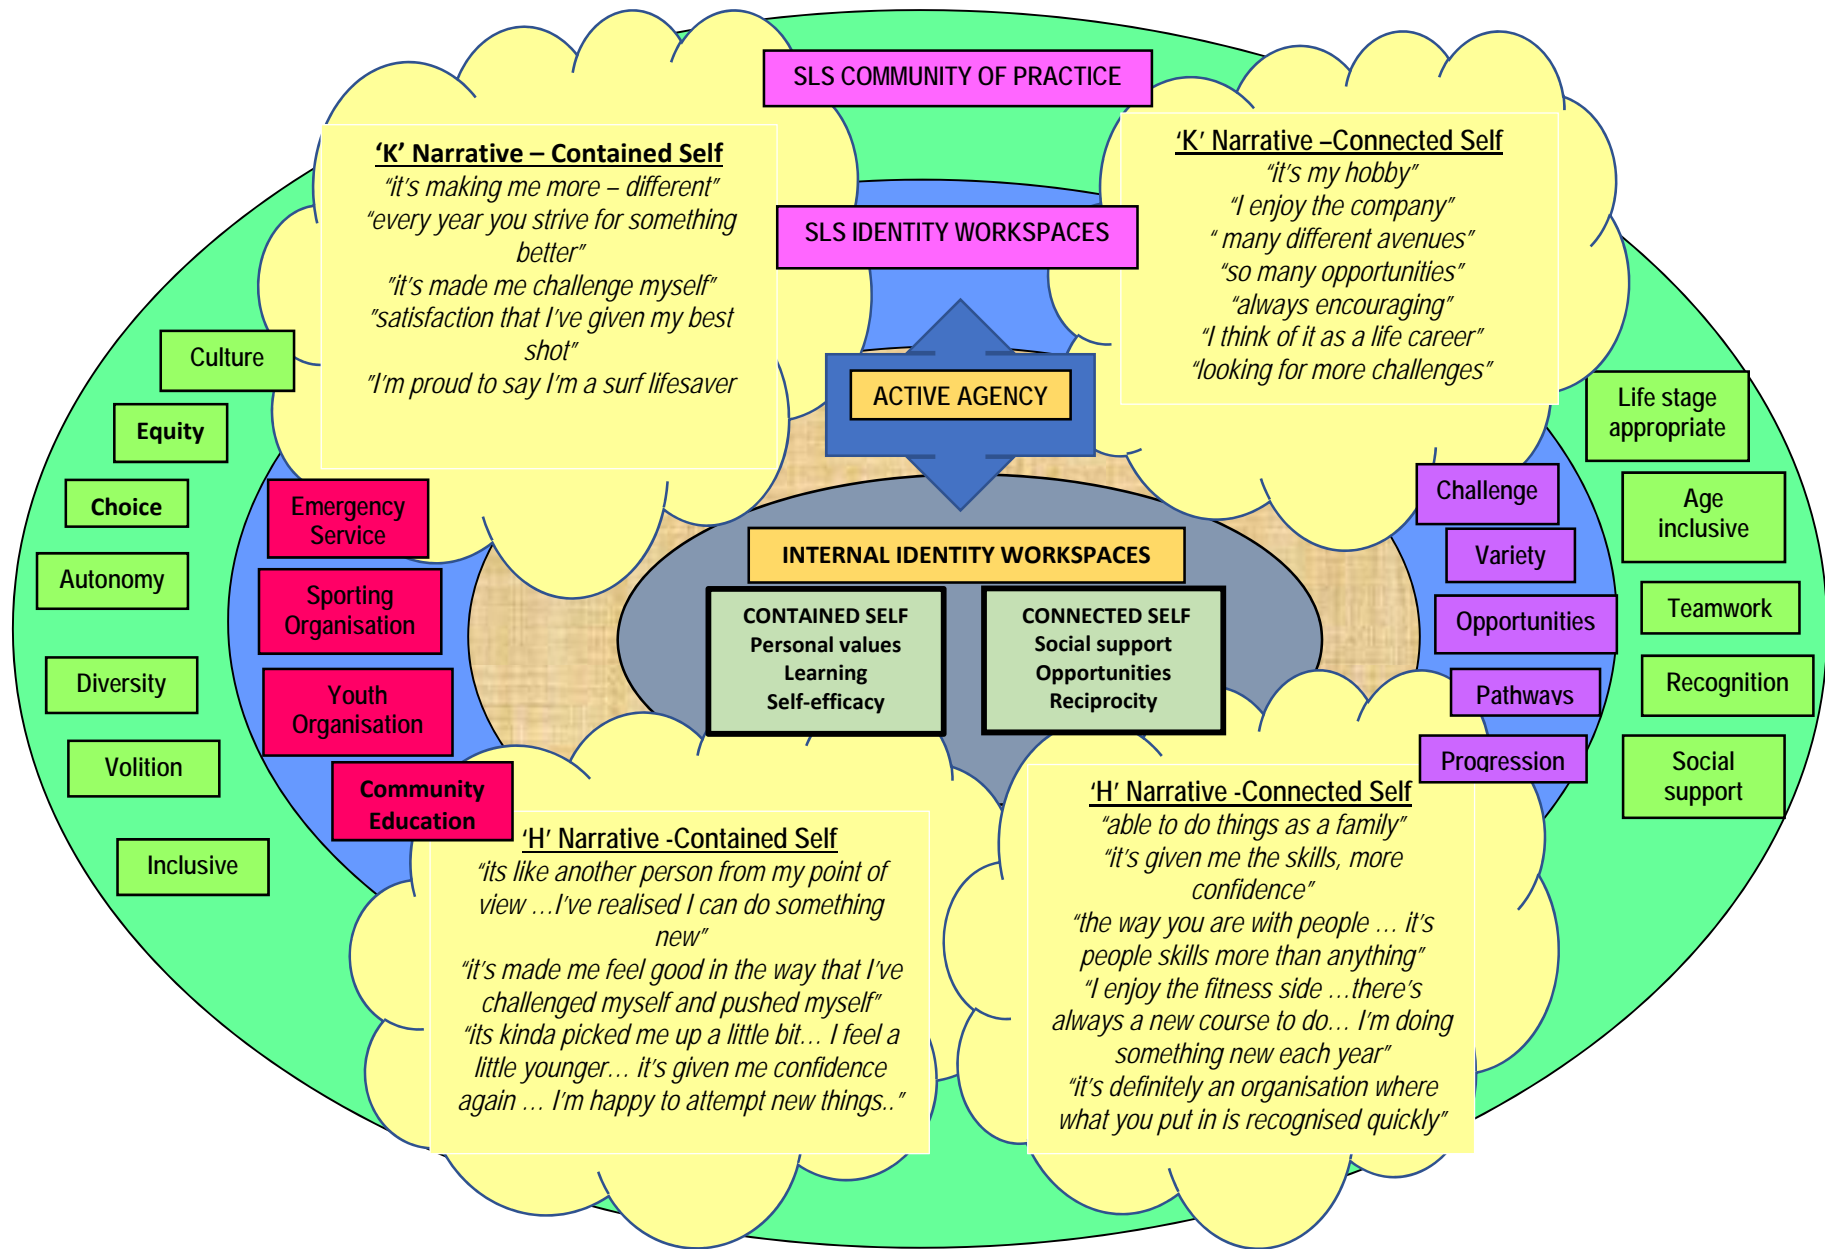 SLS COMMUNITY OF PRACTICE
SLS IDENTITY WORKSPACES
'K' Narrative – Contained Self
"it's making me more – different"
"every year you strive for something
better"
"it's made me challenge myself"
"satisfaction that I've given my best
shot"
"I'm proud to say I'm a surf lifesaver
'K' Narrative –Connected Self
"it's my hobby"
"I enjoy the company"
" many different avenues"
"so many opportunities"
"always encouraging"
"I think of it as a life career"
"looking for more challenges"
ACTIVE AGENCY
Culture
Equity
Choice
Autonomy
Diversity
Volition
Inclusive
Emergency
Service
Sporting
Organisation
Youth
Organisation
Community
Education
INTERNAL IDENTITY WORKSPACES
CONTAINED SELF
Personal values
Learning
Self-efficacy
CONNECTED SELF
Social support
Opportunities
Reciprocity
Challenge
Variety
Opportunities
Pathways
Progression
Life stage
appropriate
Age
inclusive
Teamwork
Recognition
Social
support
'H' Narrative -Contained Self
"its like another person from my point of
view …I've realised I can do something
new"
"it's made me feel good in the way that I've
challenged myself and pushed myself"
"its kinda picked me up a little bit… I feel a
little younger… it's given me confidence
again … I'm happy to attempt new things.."
'H' Narrative -Connected Self
"able to do things as a family"
"it's given me the skills, more
confidence"
"the way you are with people … it's
people skills more than anything"
"I enjoy the fitness side …there's
always a new course to do… I'm doing
something new each year"
"it's definitely an organisation where
what you put in is recognised quickly"